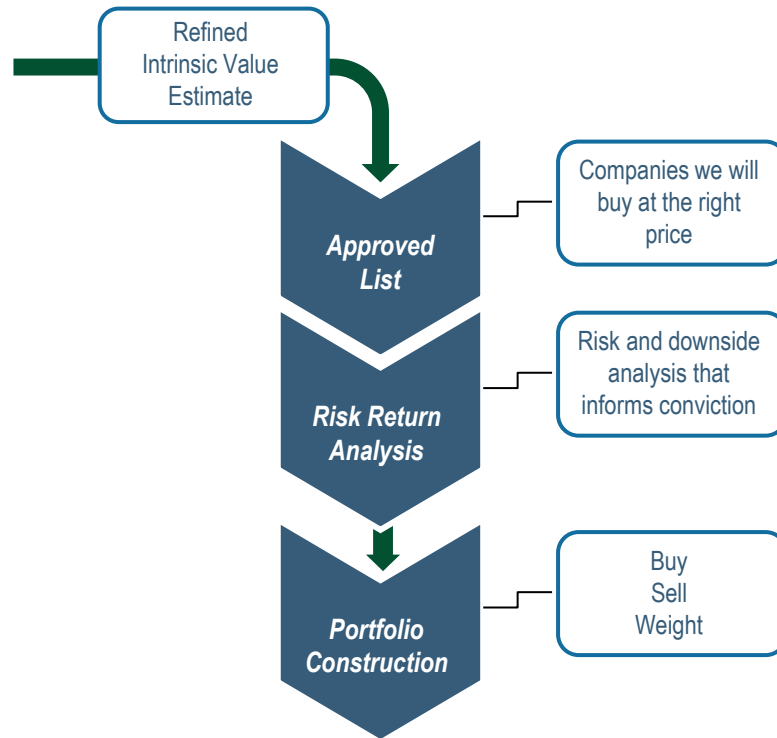 Refined
Intrinsic Value
Estimate
Approved
List
Companies we will
buy at the right
price
Risk Return
Analysis
Risk and downside
analysis that
informs conviction
Portfolio
Construction
Buy
Sell
Weight